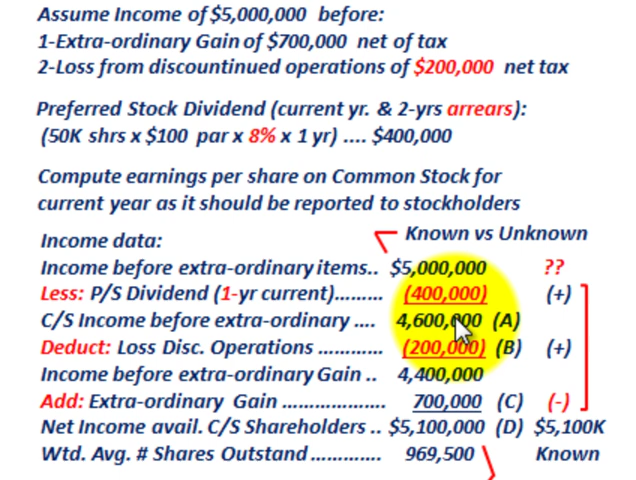 Assume Income of $5,000,000 before:
1-Extra-ordinary Gain of $700,000 net of tax
2-Loss from discountinued operations of $200,000 net tax
Preferred Stock Dividend (current yr. & 2-yrs arrears):
(50K shrs x $100 par x 8% x 1 yr) .... $400,000
Compute earnings per share on Common Stock for
current year as it should be reported to stockholders
Known vs Unknown
Income data:
Income before extra-ordinary items.. $5,000,000 ??
Less: P/S Dividend (1-yr current)......... (400,000) (+)
C/S Income before extra-ordinary .... 4,600,000 (A)
Deduct: Loss Disc. Operations ............ (200,000) (B) (+)
Income before extra-ordinary Gain .. 4,400,000
Add: Extra-ordinary Gain .................... 700,000 (C) (-)
Net Income avail. C/S Shareholders .. $5,100,000 (D) $5,100K
Wtd. Avg. # Shares Outstand ............. 969,500 Known